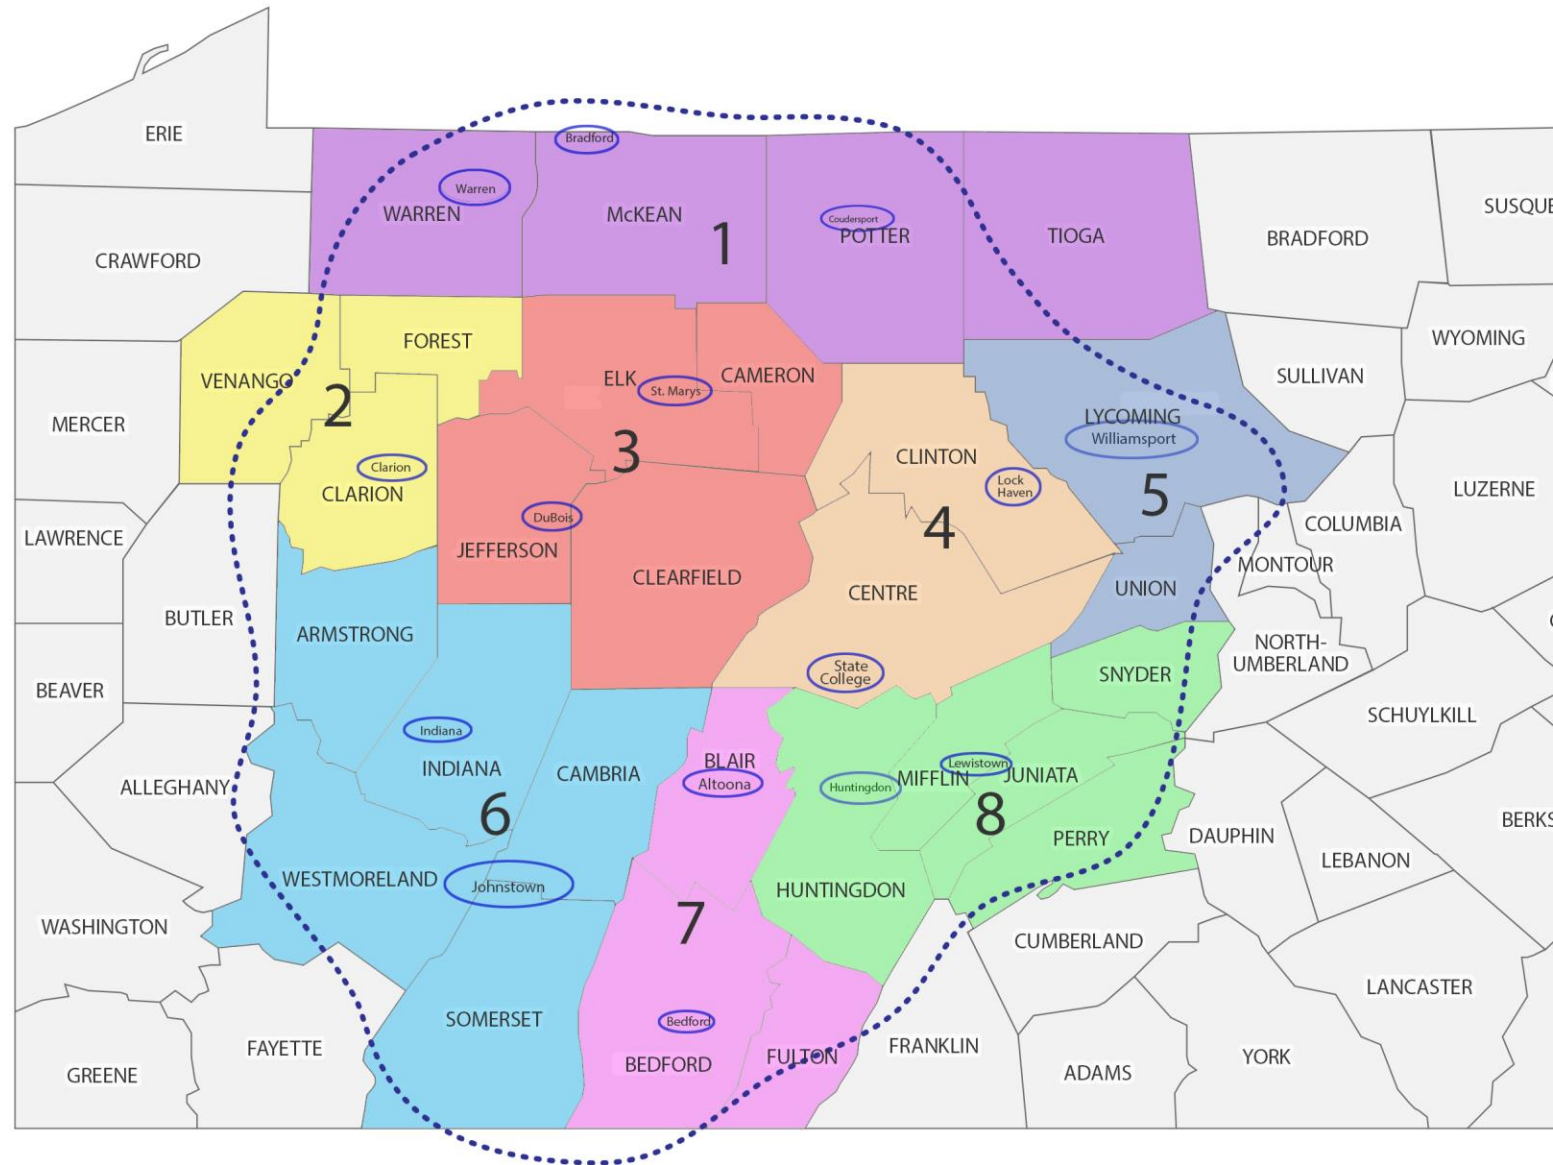 ERIE
Bradford
Warren
WARREN
McKEAN
Coudersport
POTTER
TIOGA
BRADFORD
SUSQUE
1
CRAWFORD
FOREST
WYOMING
VENANGO
ELK
St. Marys
CAMERON
SULLIVAN
2
MERCER
LYCOMING
Williamsport
3
CLINTON
Clarion
CLARION
Lock
Haven
LUZERNE
5
DuBois
JEFFERSON
4
COLUMBIA
LAWRENCE
MONTOUR
CLEARFIELD
CENTRE
UNION
BUTLER
ARMSTRONG
NORTH-
UMBERLAND
State
College
SNYDER
BEAVER
SCHUYLKILL
Indiana
INDIANA
CAMBRIA
BLAIR
Altoona
Huntingdon
MIFFLIN
Lewistown
JUNIATA
ALLEGHANY
6
8
PERRY
DAUPHIN
BERKS
LEBANON
WESTMORELAND
Johnstown
HUNTINGDON
7
WASHINGTON
CUMBERLAND
LANCASTER
SOMERSET
Bedford
BEDFORD
FULTON
FRANKLIN
FAYETTE
GREENE
ADAMS
YORK